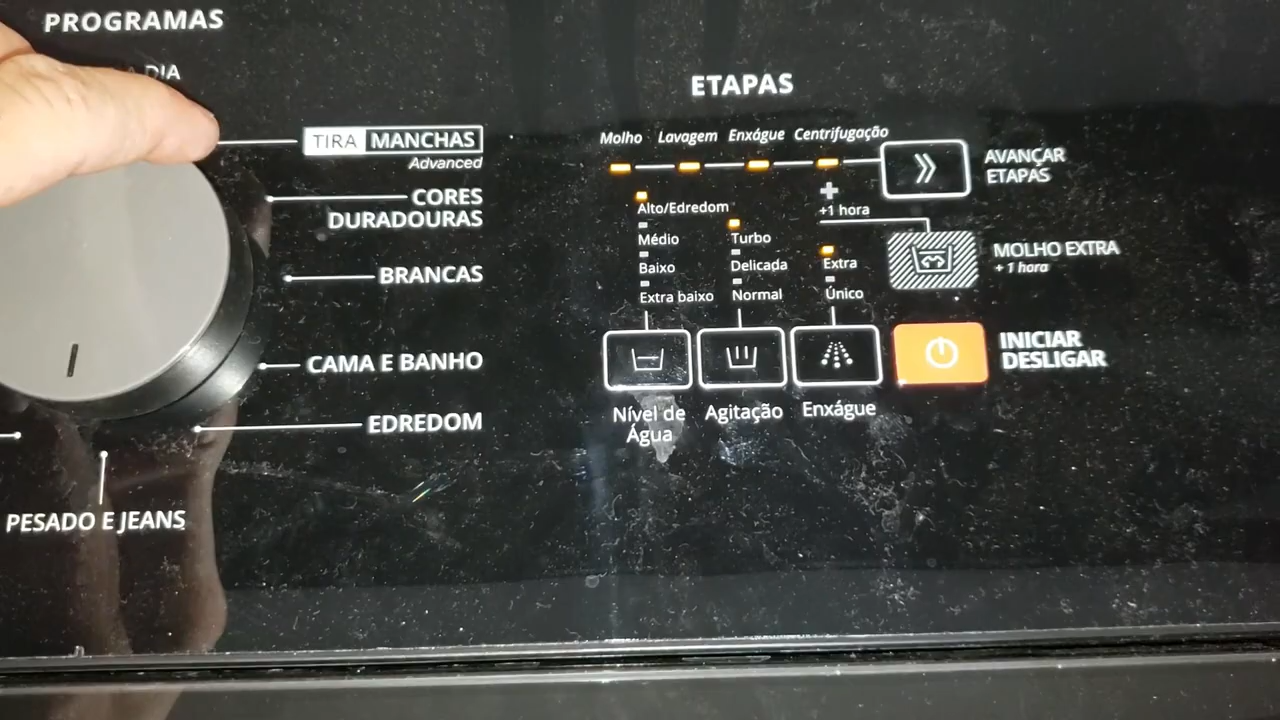 PROGRAMAS
DIA
TIRA MANCHAS
Advanced
CORES
DURADOURAS
BRANCAS
CAMA E BANHO
EDREDOM
PESADO E JEANS
ETAPAS
Molho Lavagem Enxágue Centrifugação
AVANÇAR
ETAPAS
+
+1 hora
Alto/Edredom
Médio
Baixo
Extra baixo
Turbo
Delicada
Normal
Extra
Único
MOLHO EXTRA
+ 1 hora
INICIAR
DESLIGAR
Nível de
Água
Agitação
Enxágue